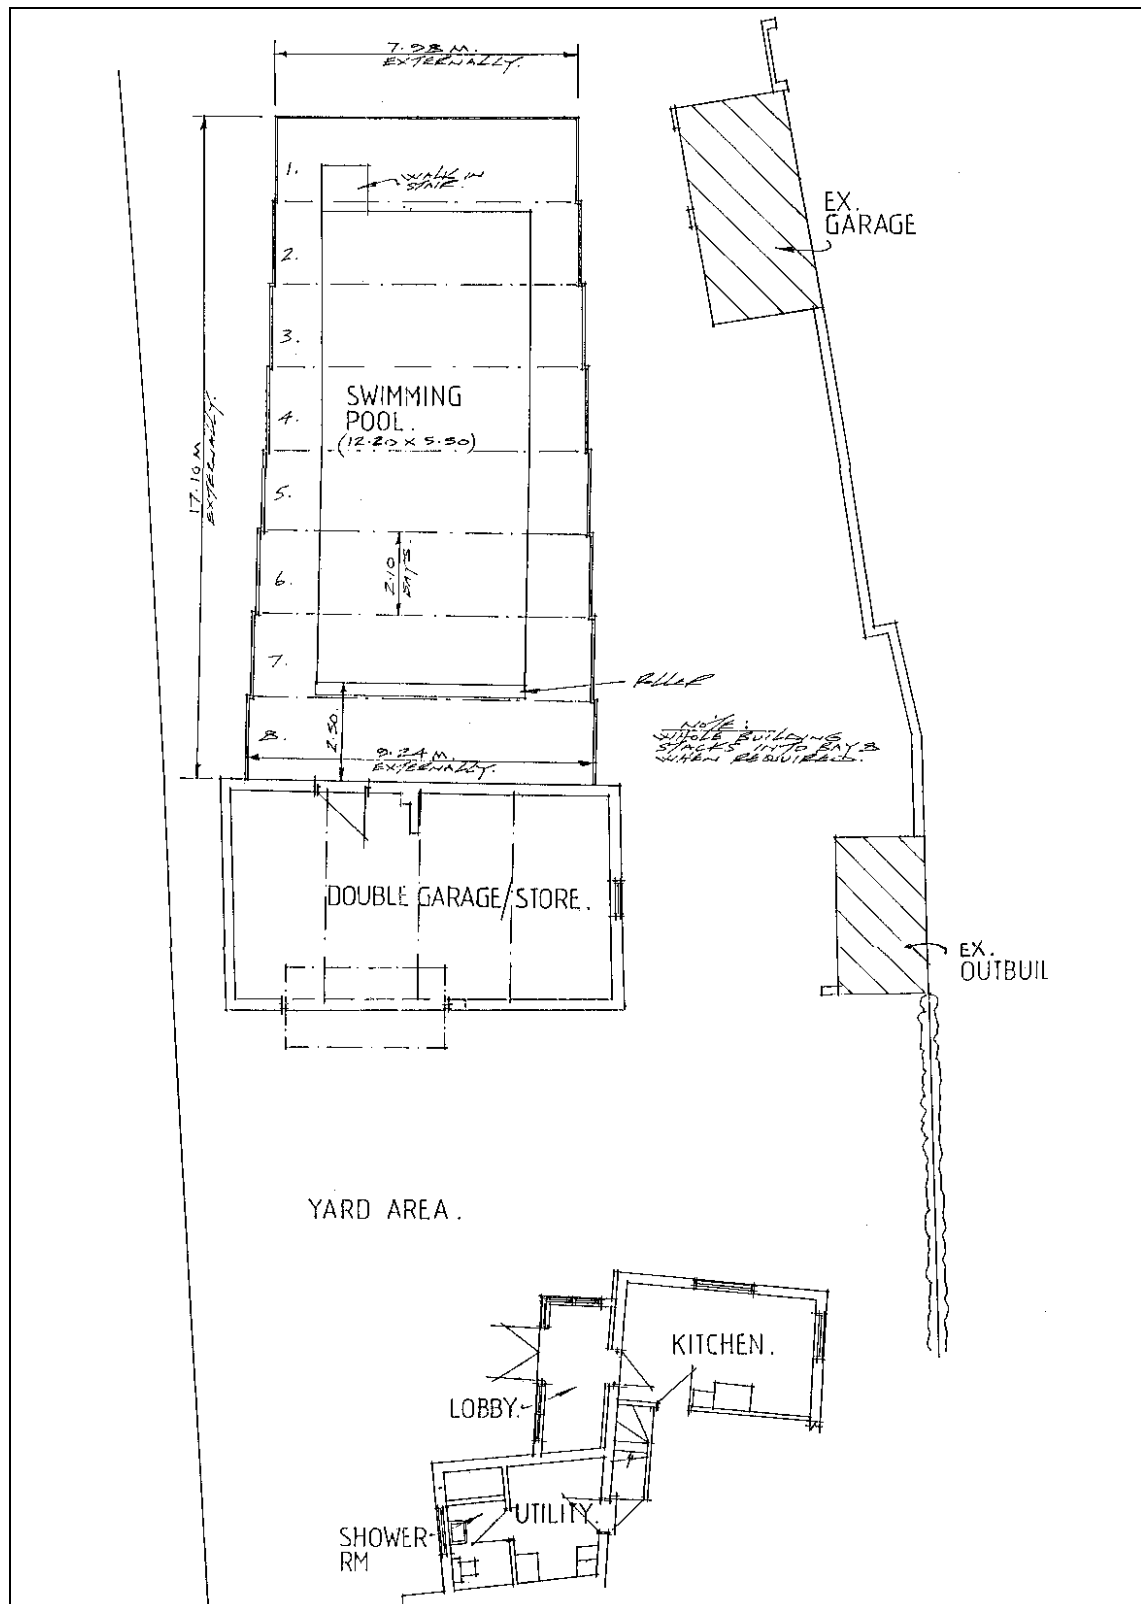 7.98 M.
EXTERNALLY.
1.
WALK IN
STAIR.
2.
EX.
GARAGE
3.
SWIMMING
POOL.
(12.20 x 5.50)
4.
17.10 M
EXTERNALLY.
5.
6.
2.10
BAYS
7.
ROLLER
8.
2.50
9.24 M.
EXTERNALLY.
NOTE:
WHOLE BUILDING
STACKS INTO BAY 8
WHEN REQUIRED.
DOUBLE GARAGE/STORE.
EX.
OUTBUIL
YARD AREA.
KITCHEN.
LOBBY.
UTILITY.
SHOWER
RM